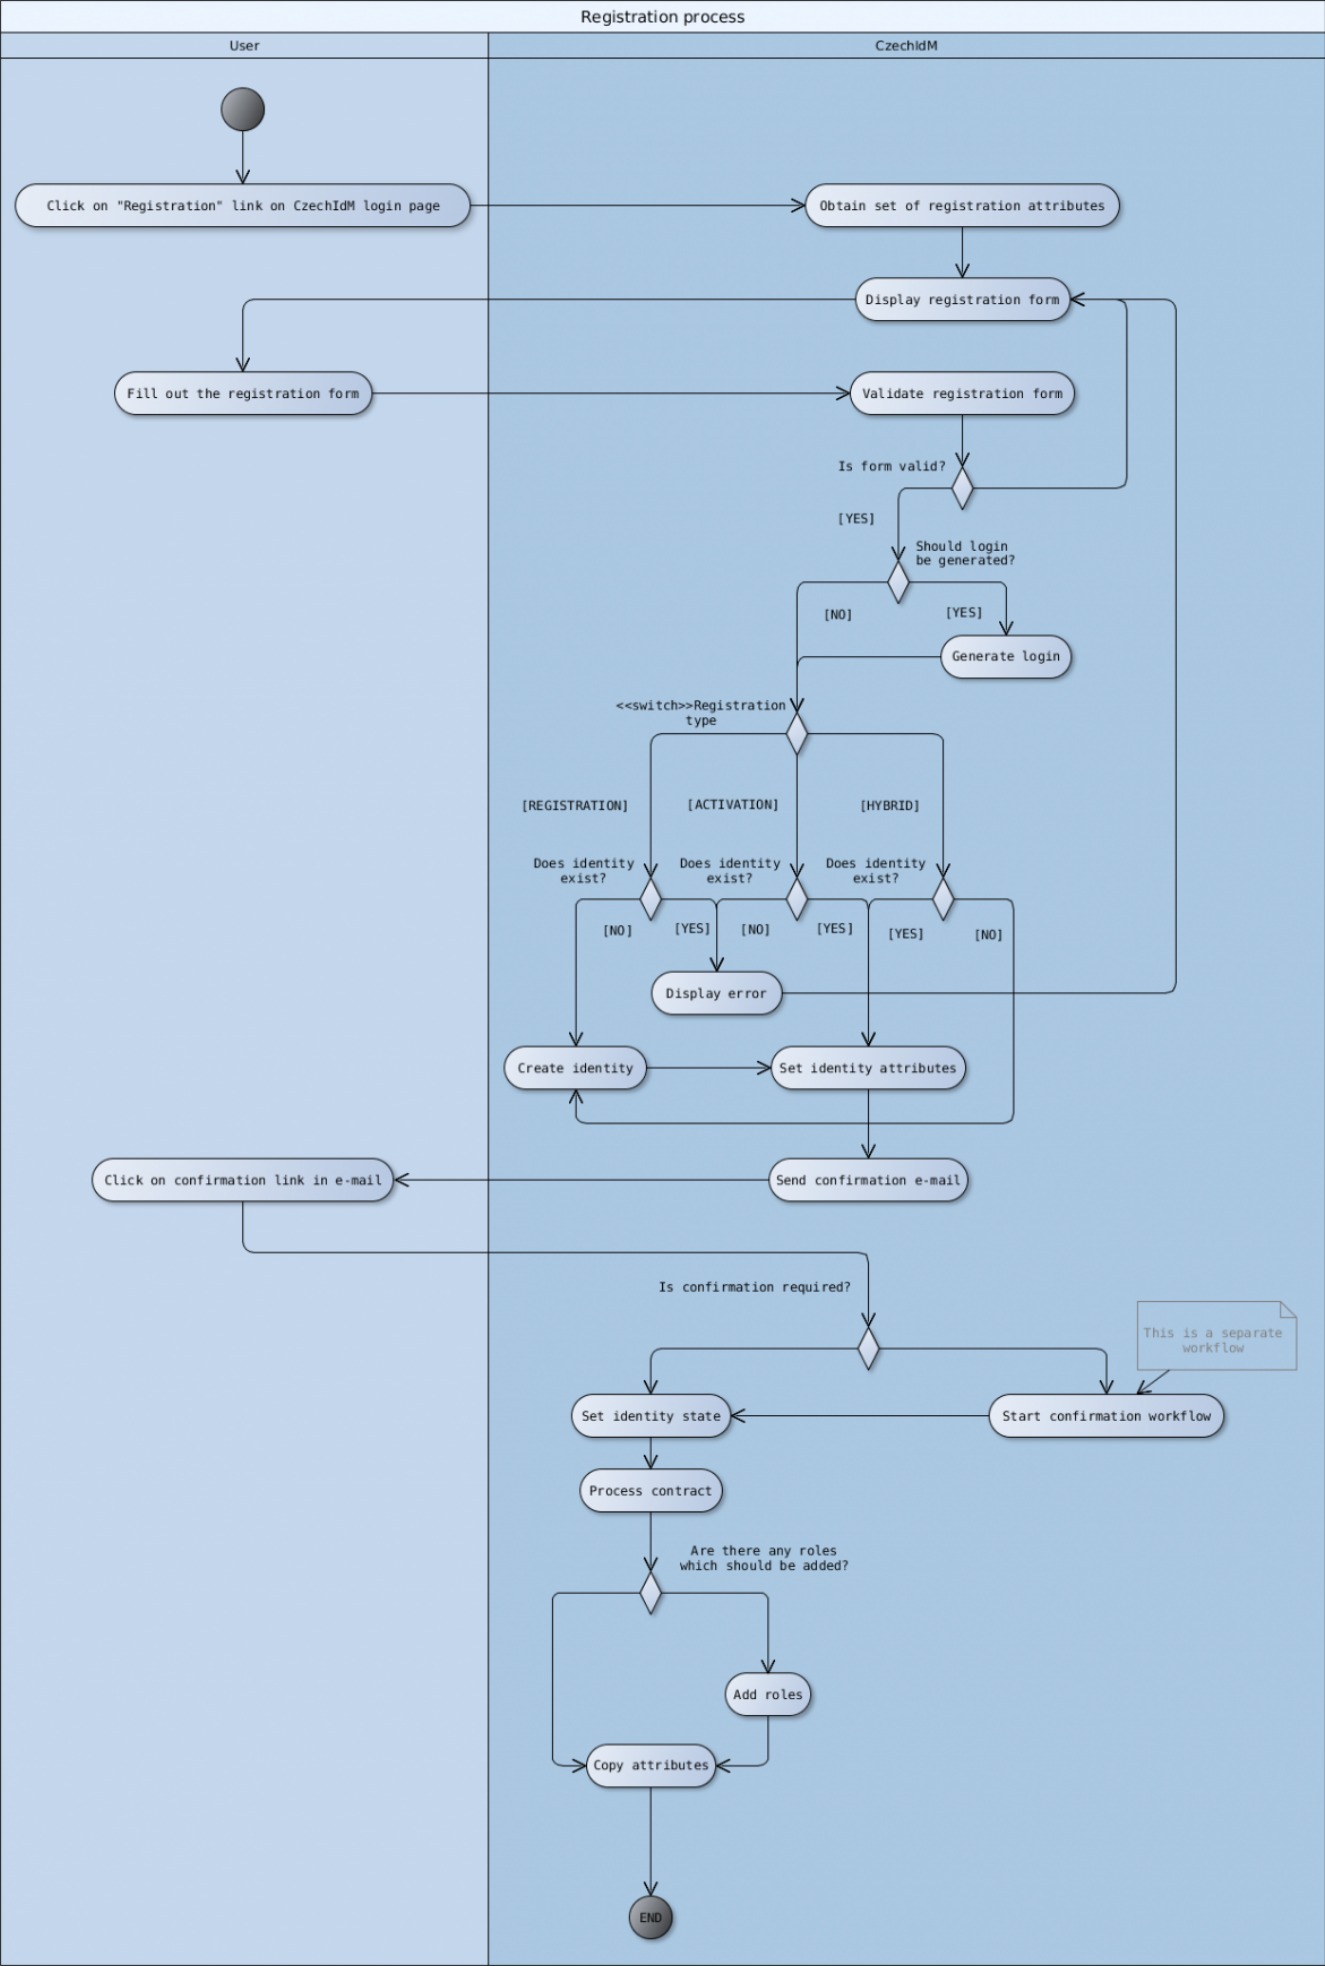 Registration process
User
CzechIdM
Click on "Registration" link on CzechIdM login page
Obtain set of registration attributes
Display registration form
Fill out the registration form
Validate registration form
Is form valid?
[YES]
Should login
be generated?
[NO]
[YES]
Generate login
<<switch>>Registration
type
[REGISTRATION]
[ACTIVATION]
[HYBRID]
Does identity
exist?
Does identity
exist?
Does identity
exist?
[NO]
[YES]
[NO]
[YES]
[YES]
[NO]
Display error
Create identity
Set identity attributes
Click on confirmation link in e-mail
Send confirmation e-mail
Is confirmation required?
This is a separate
workflow
Set identity state
Start confirmation workflow
Process contract
Are there any roles
which should be added?
Add roles
Copy attributes
END